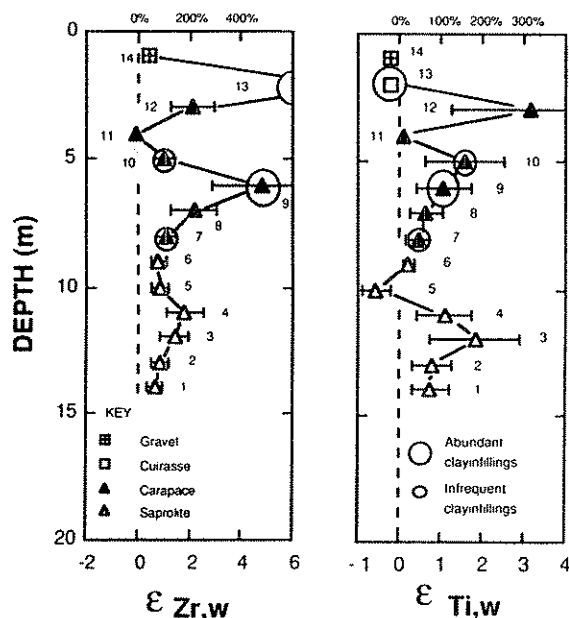 0% 200% 500%
0% 100% 150% 300%
0
5
10
15
20
DEPTH (m)
14
13
12
11
10
9
8
7
6
5
4
3
2
1
KEY
Gravel
Cuirasse
Carapace
Saprolite
-2 0 2 4 6
ε Zr,w
14
13
12
11
10
9
8
7
6
5
4
3
2
1
Abundant
clayinfillings
Infrequent
clayinfillings
-1 0 1 2 3 4
ε Ti,w